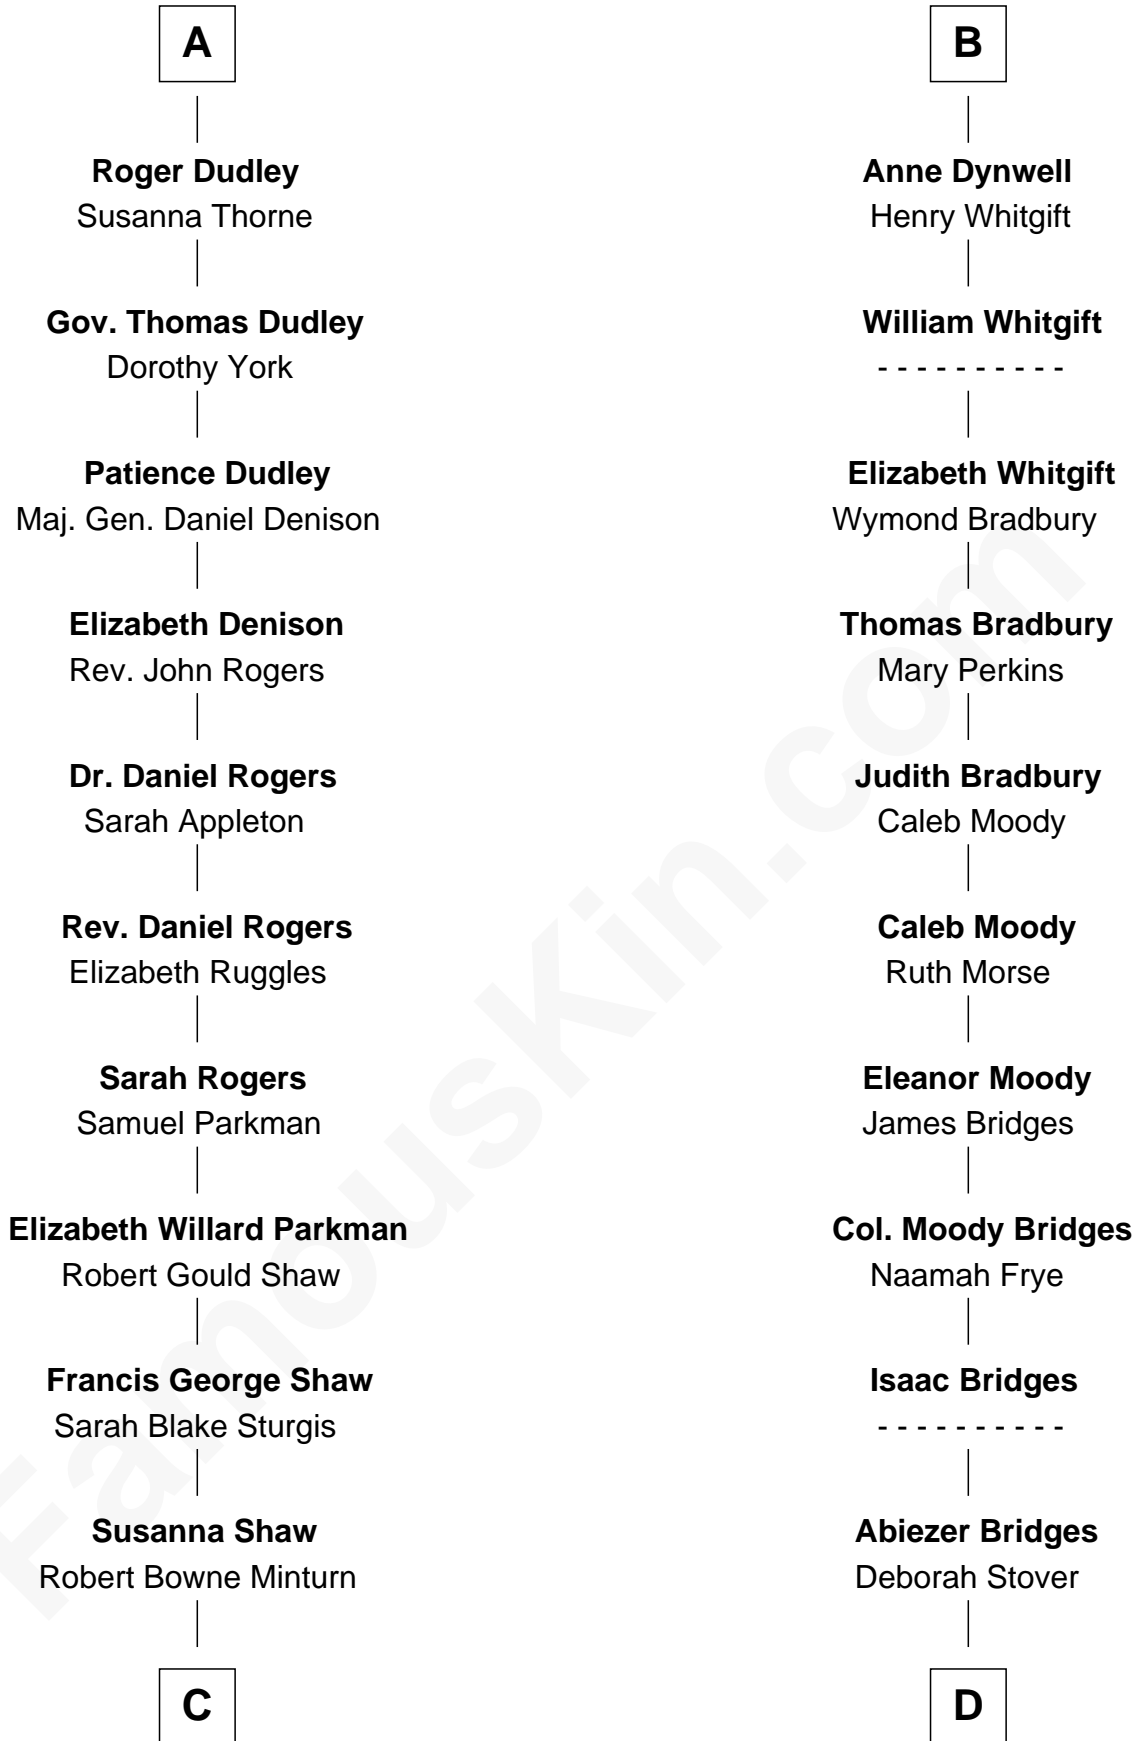 A
Roger Dudley
Susanna Thorne
Gov. Thomas Dudley
Dorothy York
Patience Dudley
Maj. Gen. Daniel Denison
Elizabeth Denison
Rev. John Rogers
Dr. Daniel Rogers
Sarah Appleton
Rev. Daniel Rogers
Elizabeth Ruggles
Sarah Rogers
Samuel Parkman
Elizabeth Willard Parkman
Robert Gould Shaw
Francis George Shaw
Sarah Blake Sturgis
Susanna Shaw
Robert Bowne Minturn
C
B
Anne Dynwell
Henry Whitgift
William Whitgift
- - - - - - - - - -
Elizabeth Whitgift
Wymond Bradbury
Thomas Bradbury
Mary Perkins
Judith Bradbury
Caleb Moody
Caleb Moody
Ruth Morse
Eleanor Moody
James Bridges
Col. Moody Bridges
Naamah Frye
Isaac Bridges
- - - - - - - - - -
Abiezer Bridges
Deborah Stover
D
FamousKin.com